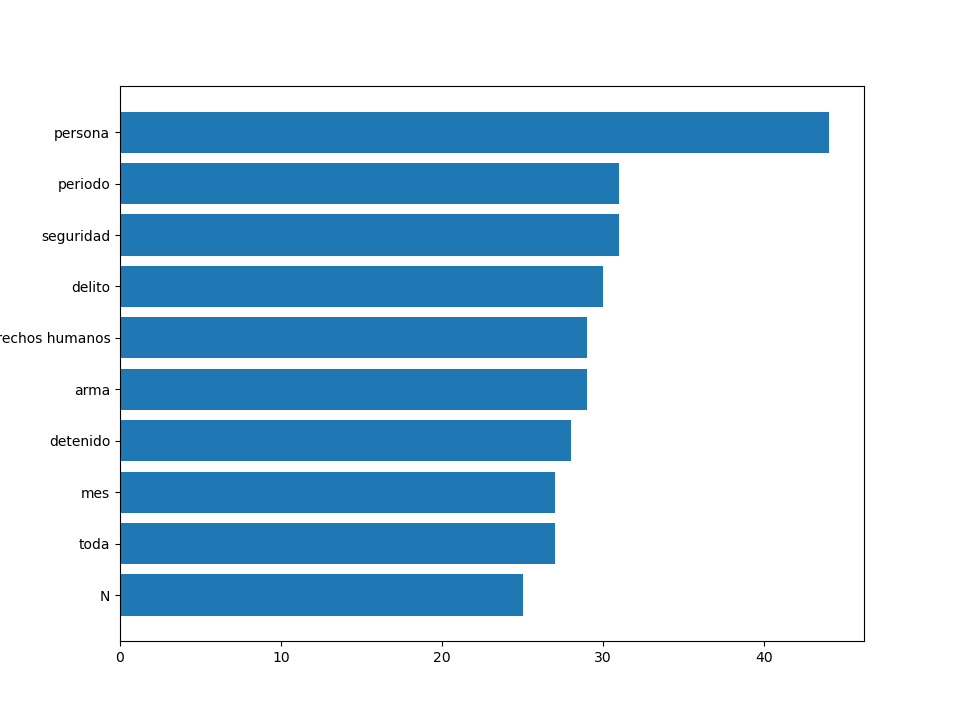 persona
periodo
seguridad
delito
rechos humanos
arma
detenido
mes
toda
N
0 10 20 30 40